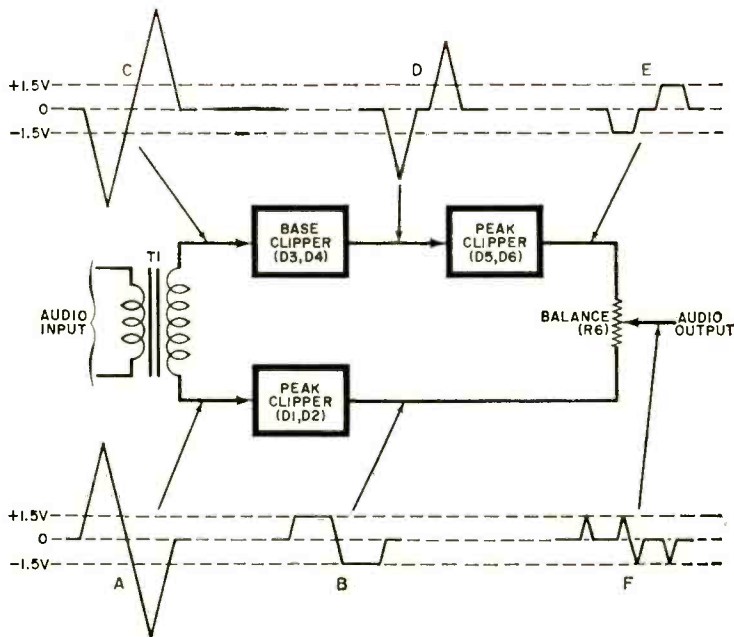 C
D
E
+1.5V
0
-1.5V
T1
AUDIO
INPUT
BASE
CLIPPER
(D3,D4)
PEAK
CLIPPER
(D5,D6)
BALANCE
(R6)
AUDIO
OUTPUT
PEAK
CLIPPER
(D1,D2)
+1.5V
0
-1.5V
A
B
F